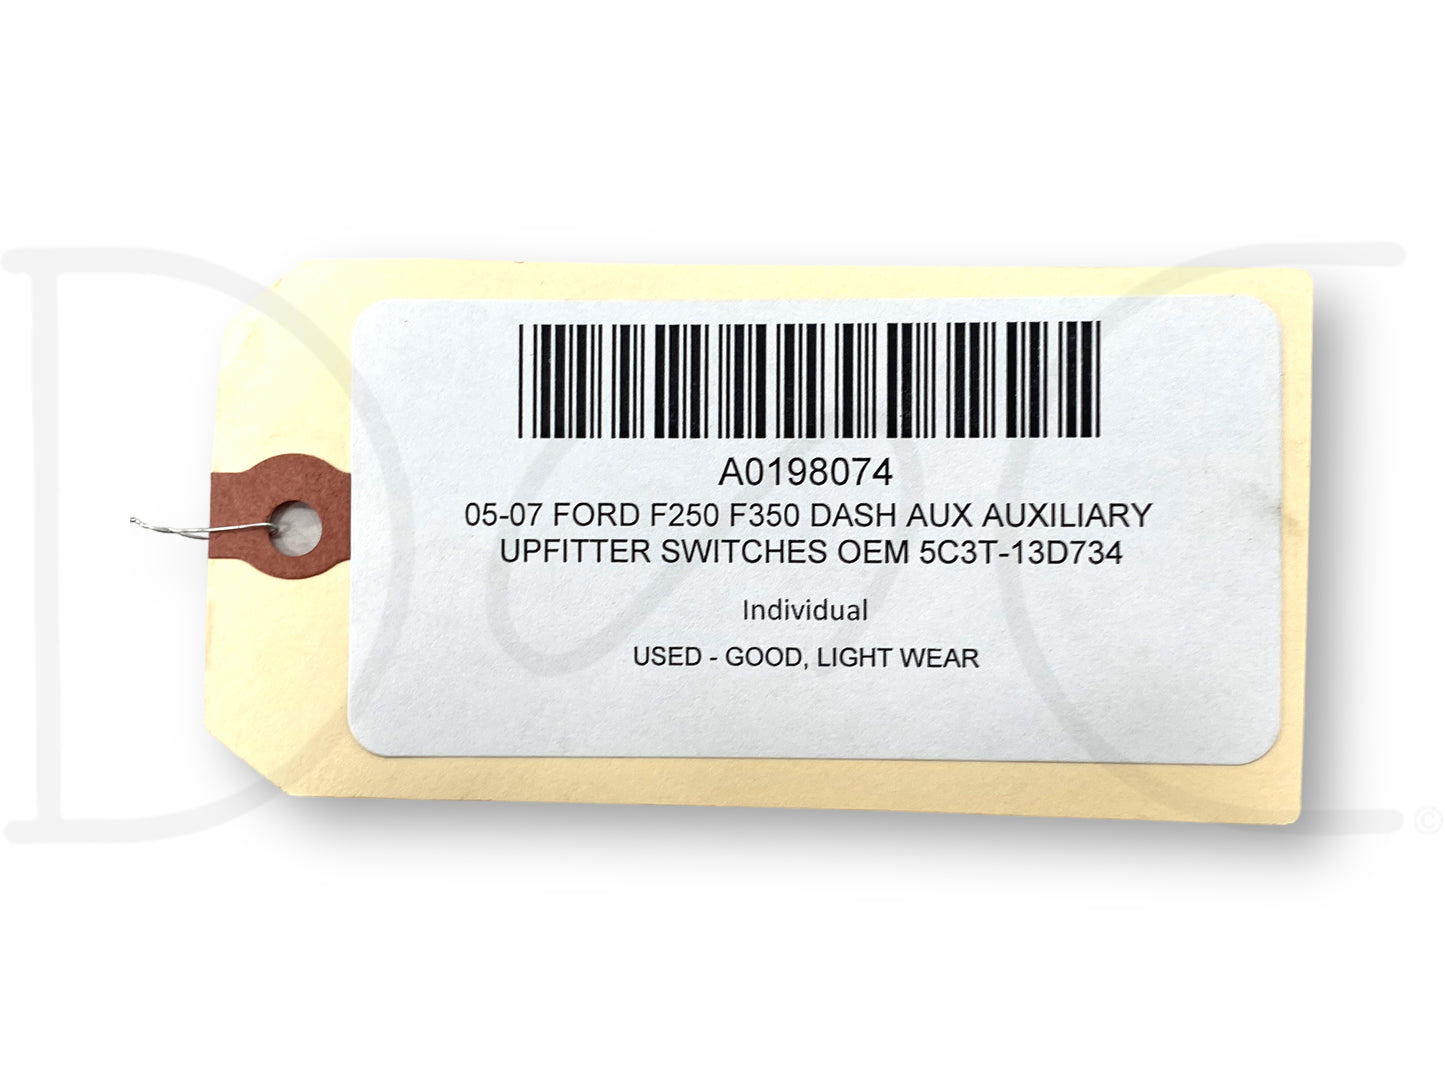 A0198074
05-07 FORD F250 F350 DASH AUX AUXILIARY
UPFITTER SWITCHES OEM 5C3T-13D734
Individual
USED - GOOD, LIGHT WEAR
D C
©